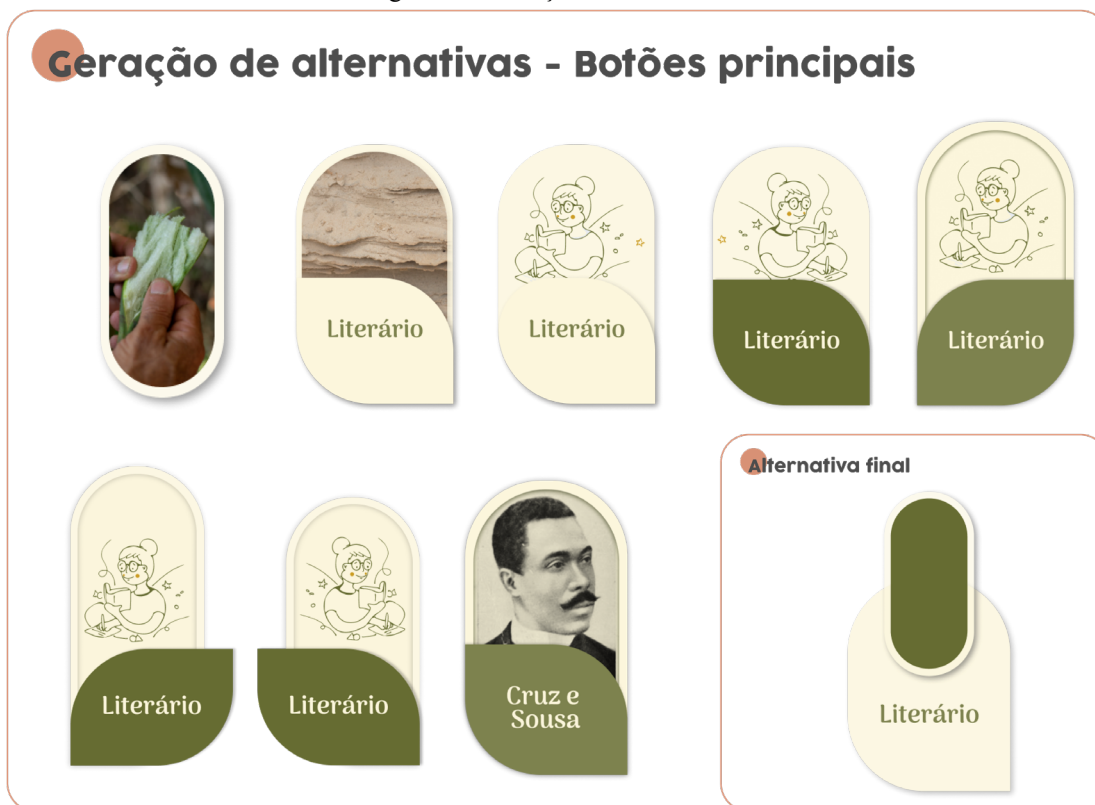 Geração de alternativas - Botões principais
Literário
Literário
Literário
Literário
Alternativa final
Literário
Literário
Cruz e
Sousa
Literário